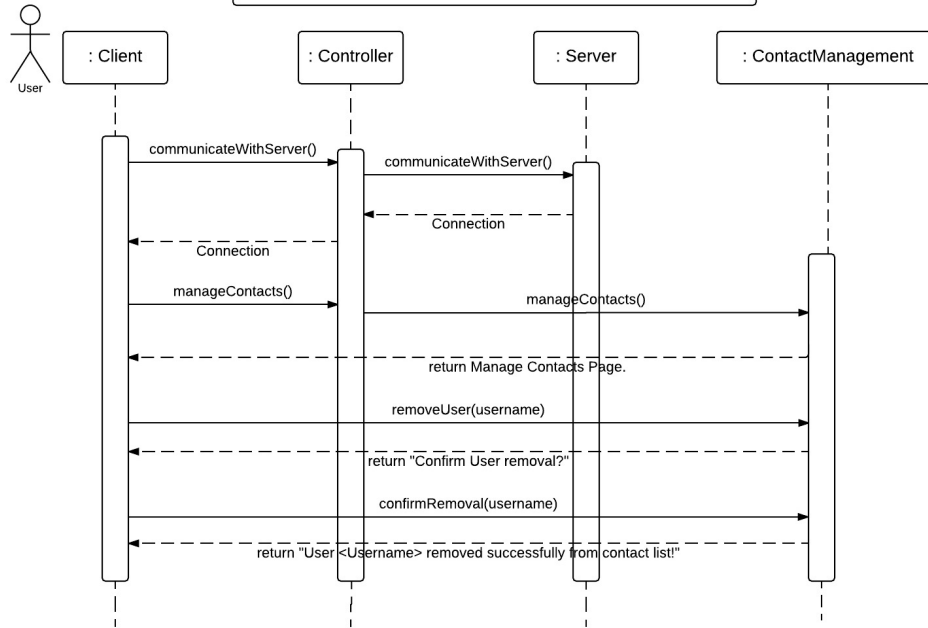 : Client
: Controller
: Server
: ContactManagement
User
communicateWithServer()
communicateWithServer()
Connection
Connection
manageContacts()
manageContacts()
return Manage Contacts Page.
removeUser(username)
return "Confirm User removal?"
confirmRemoval(username)
return "User <Username> removed successfully from contact list!"